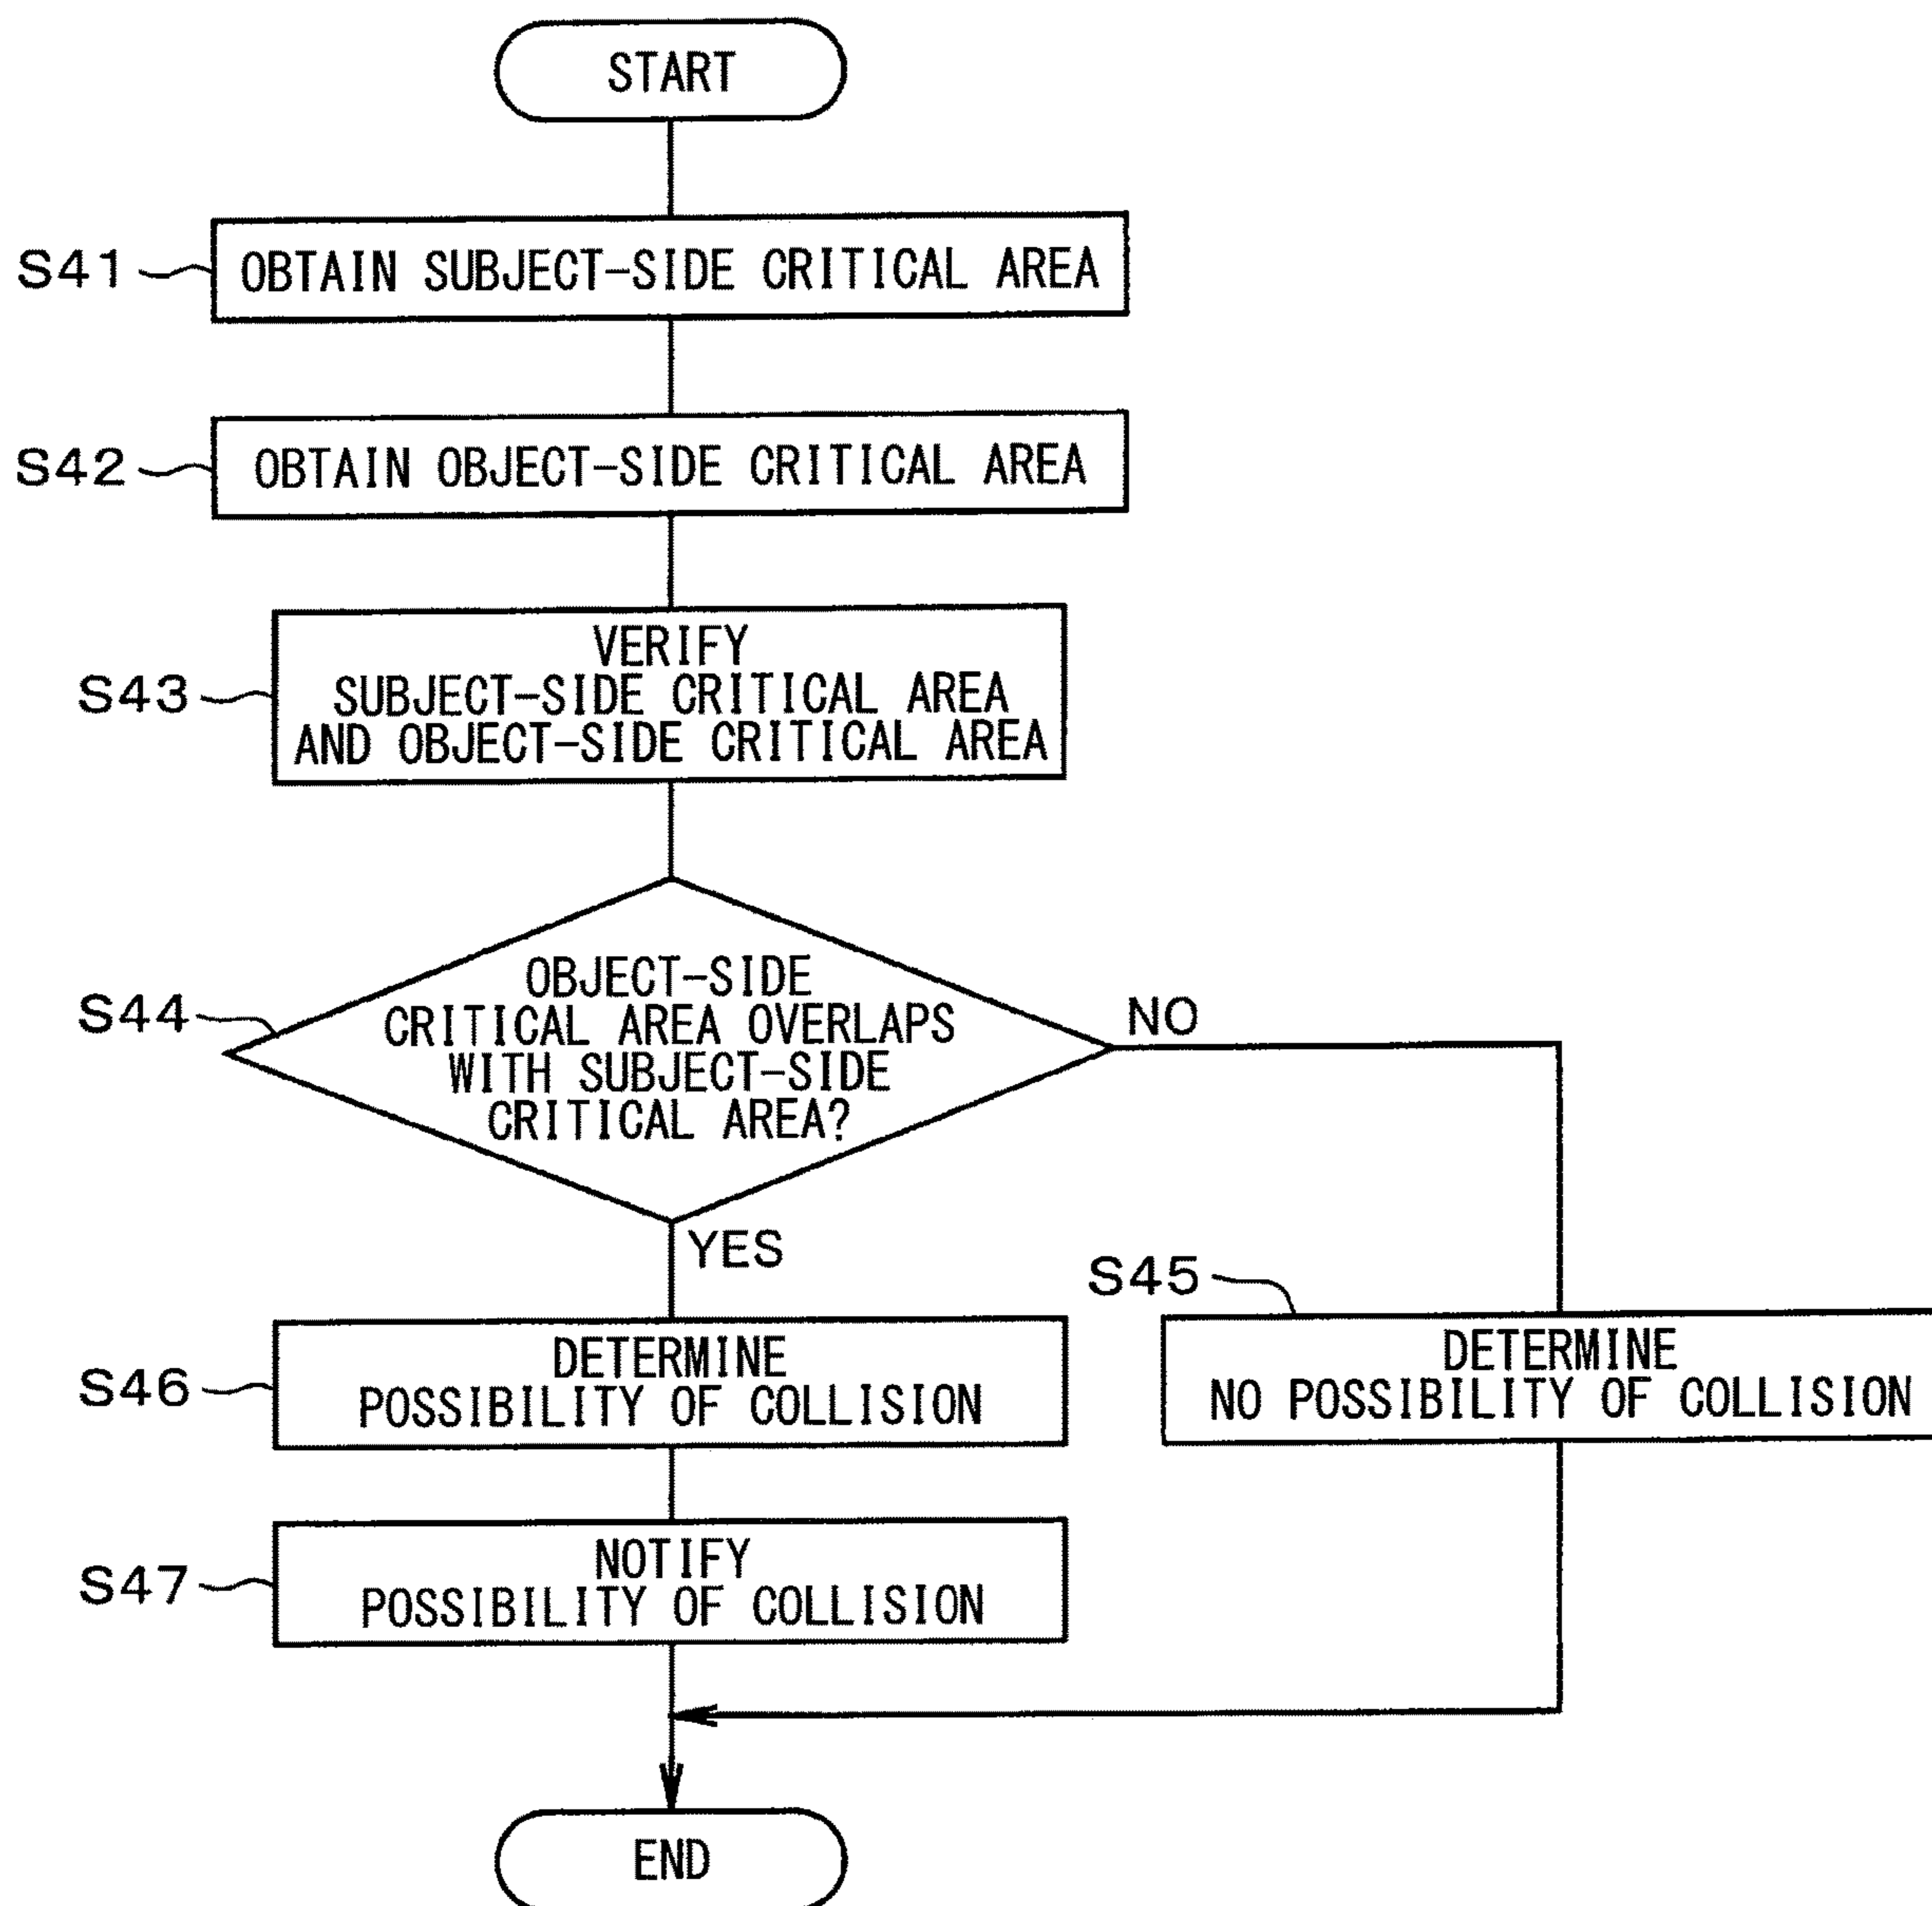 START
S41
OBTAIN SUBJECT-SIDE CRITICAL AREA
S42
OBTAIN OBJECT-SIDE CRITICAL AREA
S43
VERIFY
SUBJECT-SIDE CRITICAL AREA
AND OBJECT-SIDE CRITICAL AREA
S44
OBJECT-SIDE
CRITICAL AREA OVERLAPS
WITH SUBJECT-SIDE
CRITICAL AREA?
NO
YES
S45
DETERMINE
NO POSSIBILITY OF COLLISION
S46
DETERMINE
POSSIBILITY OF COLLISION
S47
NOTIFY
POSSIBILITY OF COLLISION
END